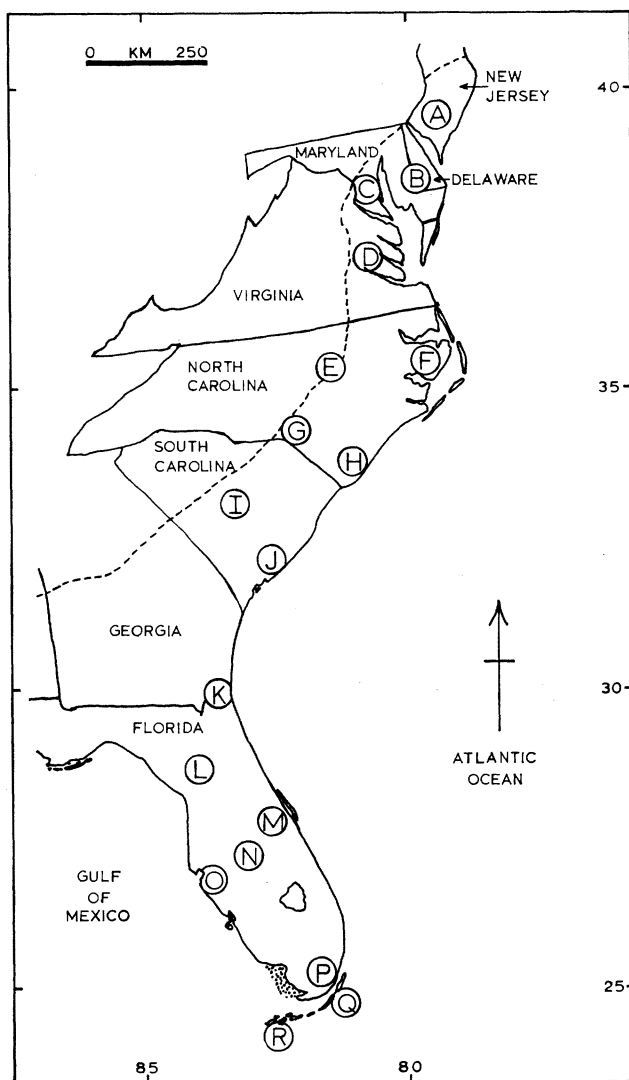 0 KM 250
NEW
JERSEY
40
A
MARYLAND
B
DELAWARE
C
D
VIRGINIA
E
F
NORTH
CAROLINA
35
G
SOUTH
CAROLINA
H
I
J
GEORGIA
K
30
FLORIDA
ATLANTIC
OCEAN
L
M
N
O
GULF
OF
MEXICO
P
25
Q
R
85
80